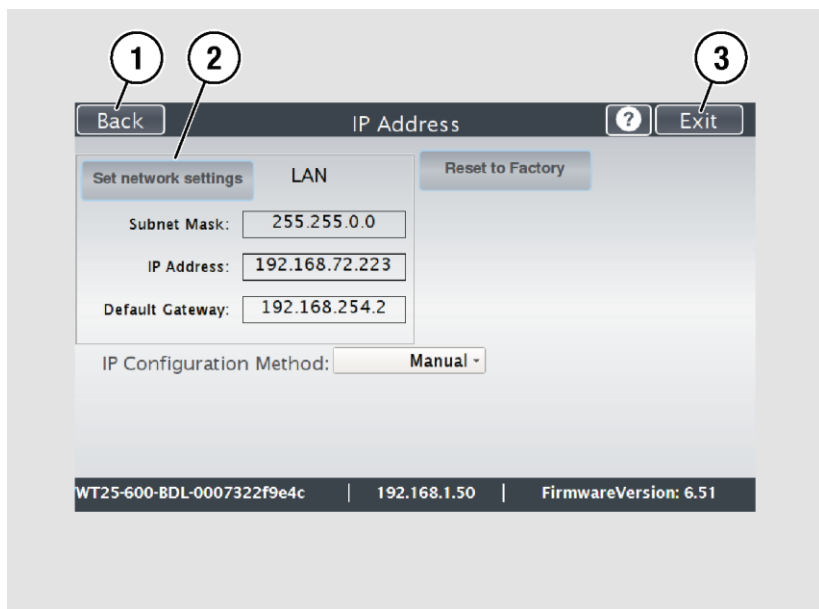 1 2 3
Back IP Address ? Exit
Set network settings LAN Reset to Factory
Subnet Mask: 255.255.0.0
IP Address: 192.168.72.223
Default Gateway: 192.168.254.2
IP Configuration Method: Manual
WT25-600-BDL-0007322f9e4c | 192.168.1.50 | FirmwareVersion: 6.51